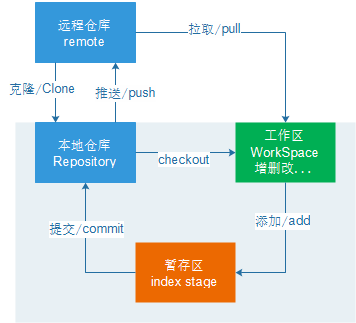 远程仓库
remote
拉取/pull
克隆/Clone
推送/push
本地仓库
Repository
checkout
工作区
WorkSpace
增删改...
提交/commit
添加/add
暂存区
index stage